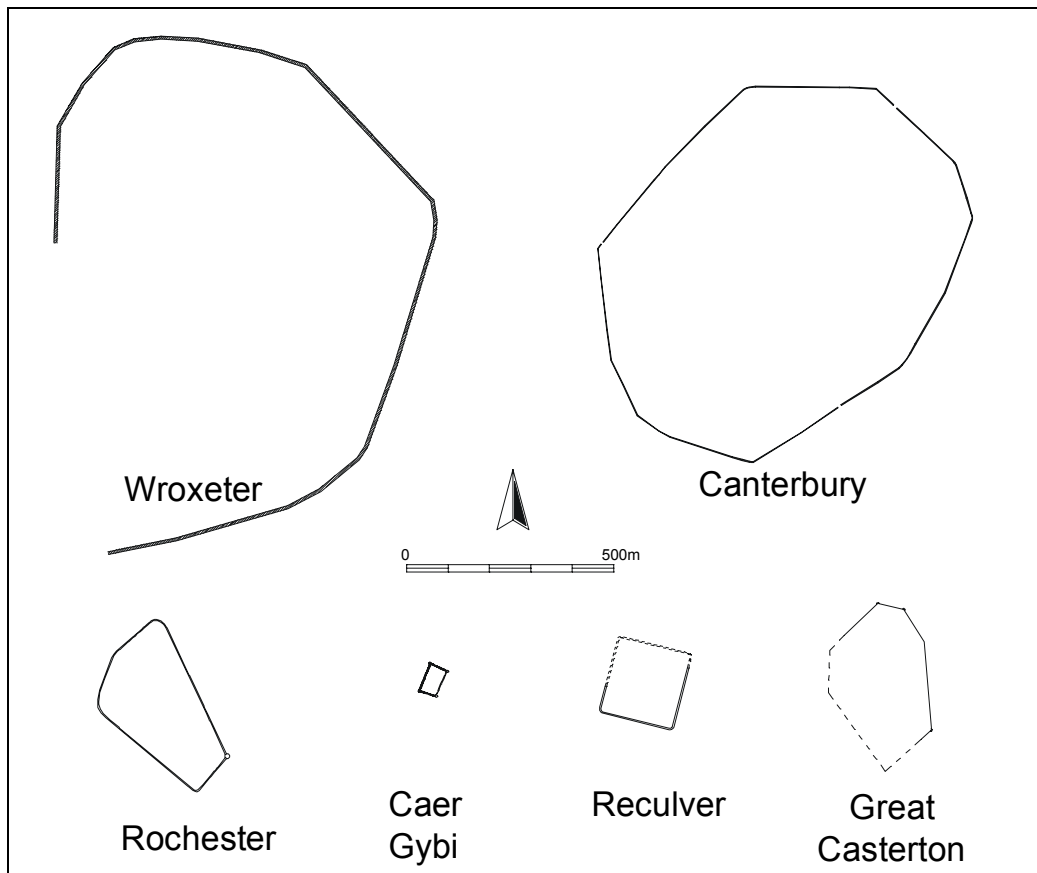 Wroxeter
Canterbury
0 500m
Rochester
Caer
Gybi
Reculver
Great
Casterton